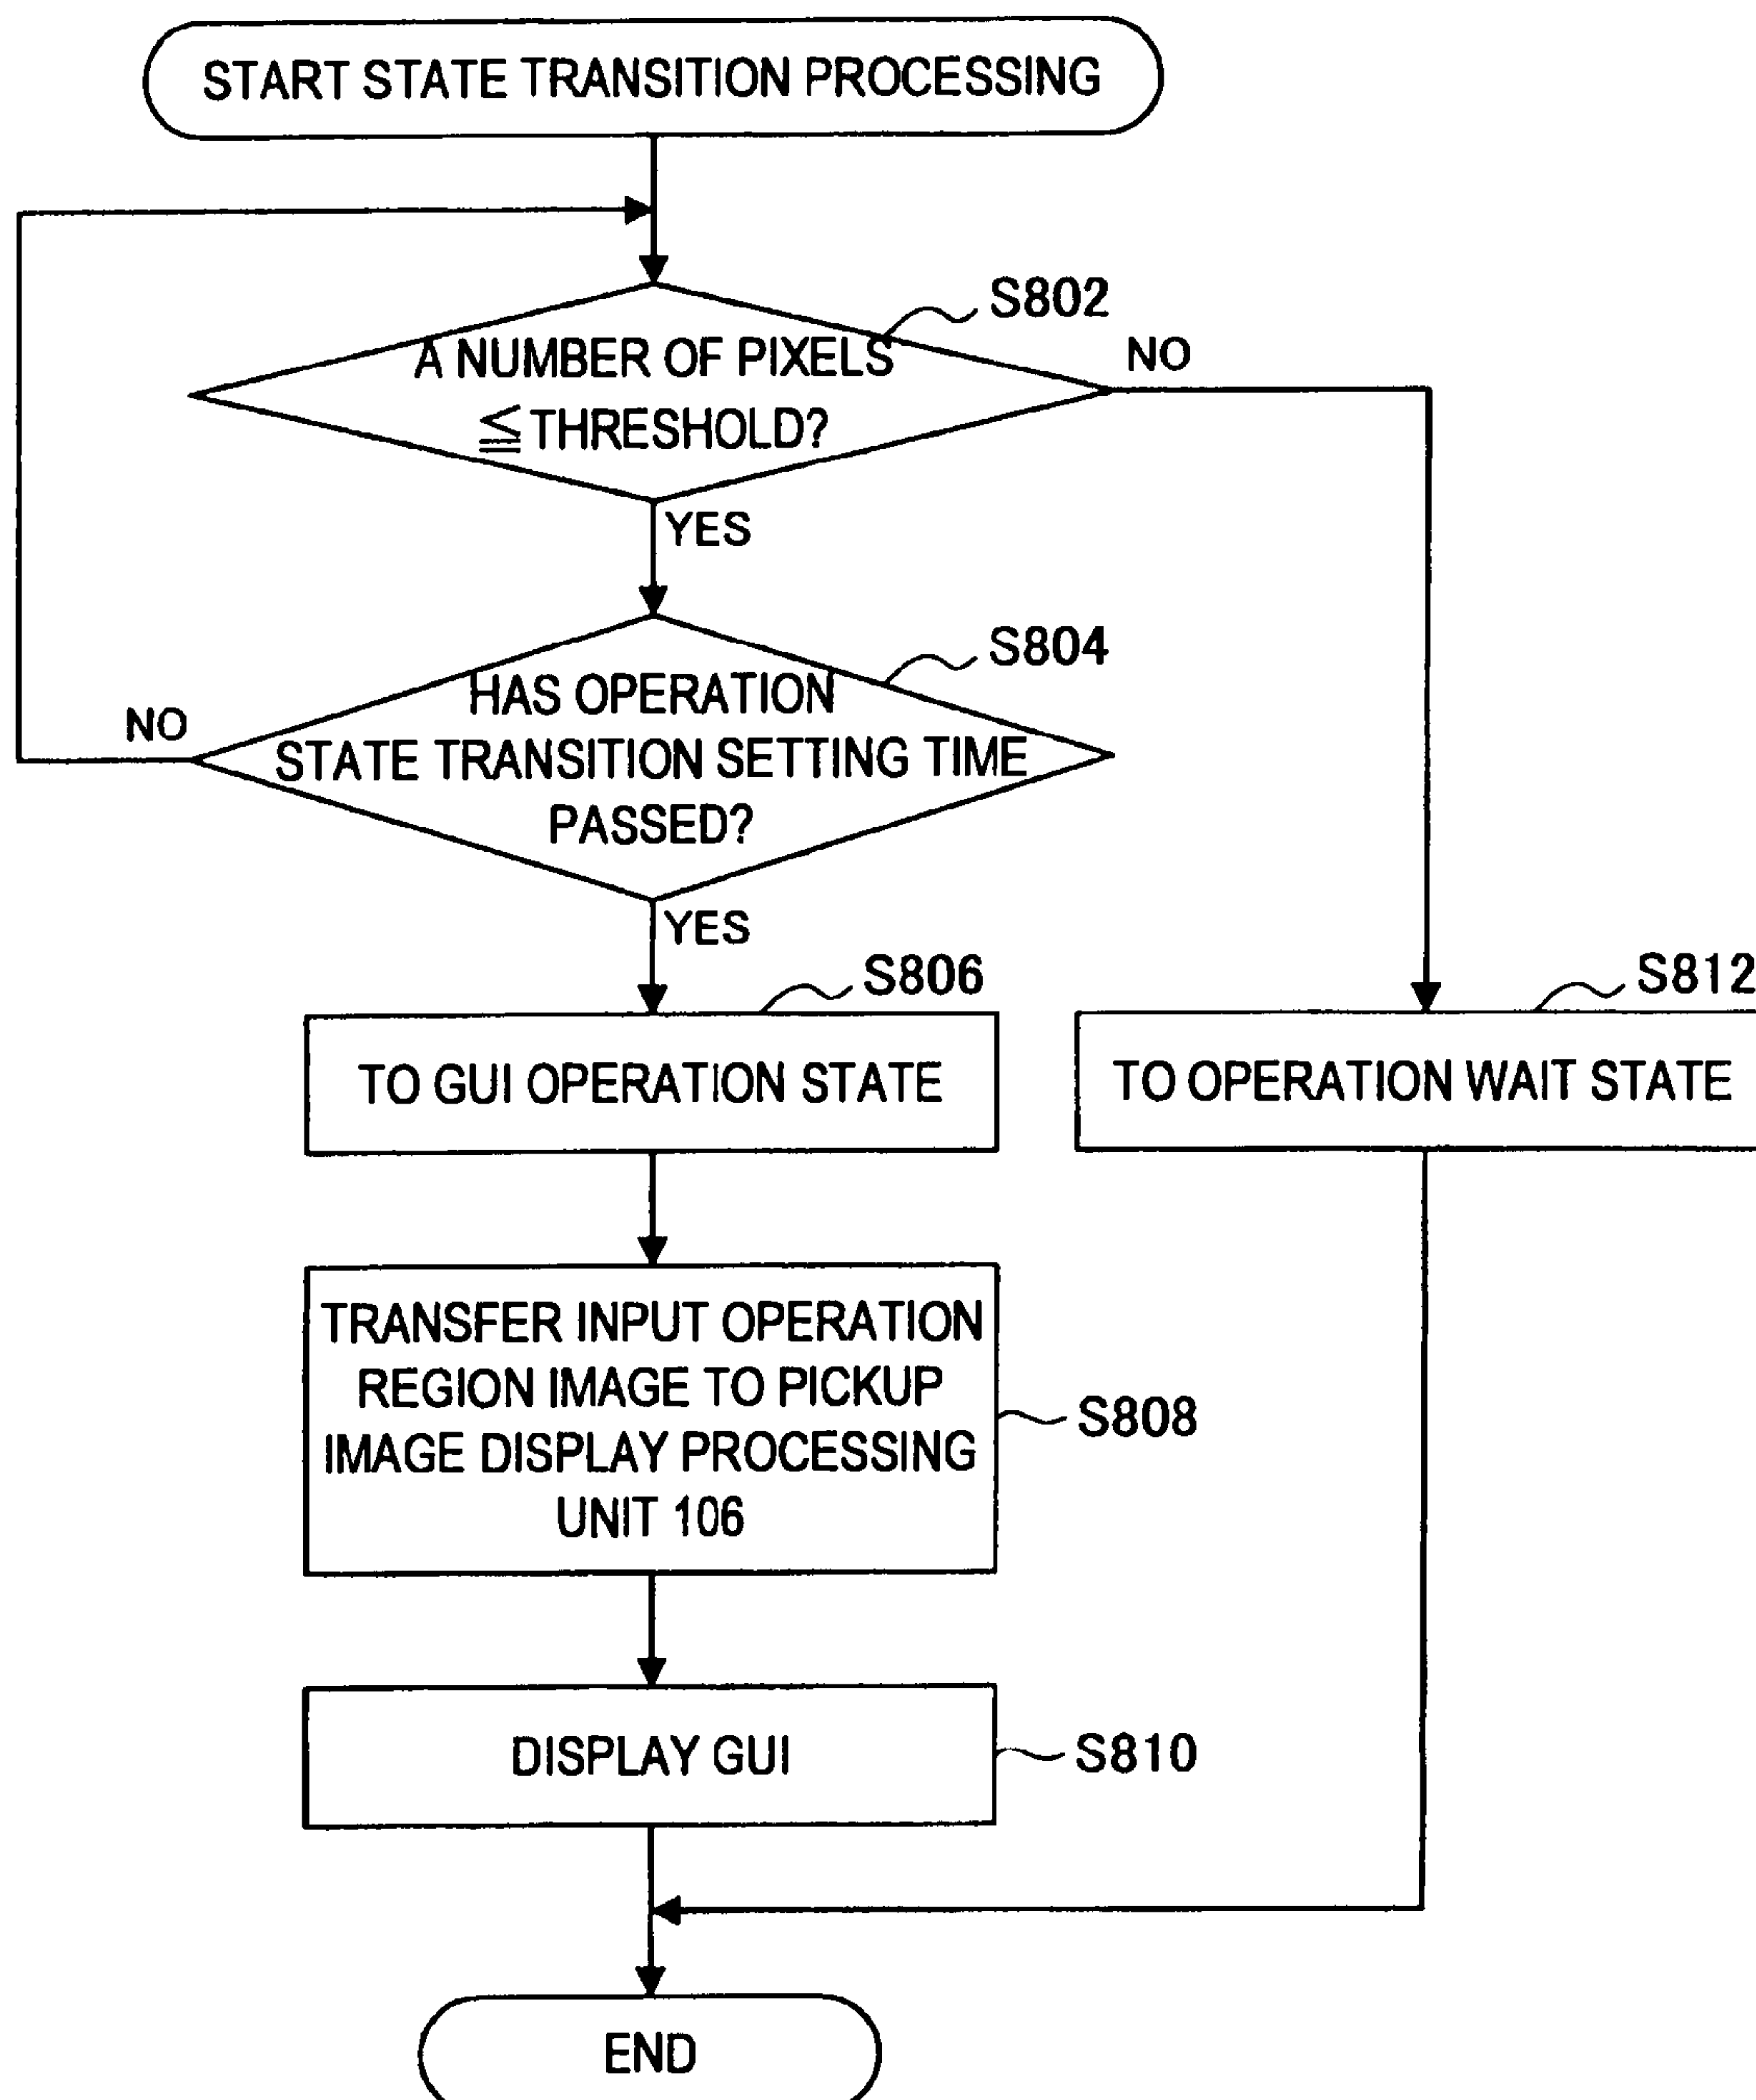 START STATE TRANSITION PROCESSING
S802
A NUMBER OF PIXELS
≦THRESHOLD?
NO
YES
S804
HAS OPERATION
STATE TRANSITION SETTING TIME
PASSED?
NO
YES
S806
TO GUI OPERATION STATE
S812
TO OPERATION WAIT STATE
TRANSFER INPUT OPERATION
REGION IMAGE TO PICKUP
IMAGE DISPLAY PROCESSING
UNIT 106
S808
DISPLAY GUI
S810
END